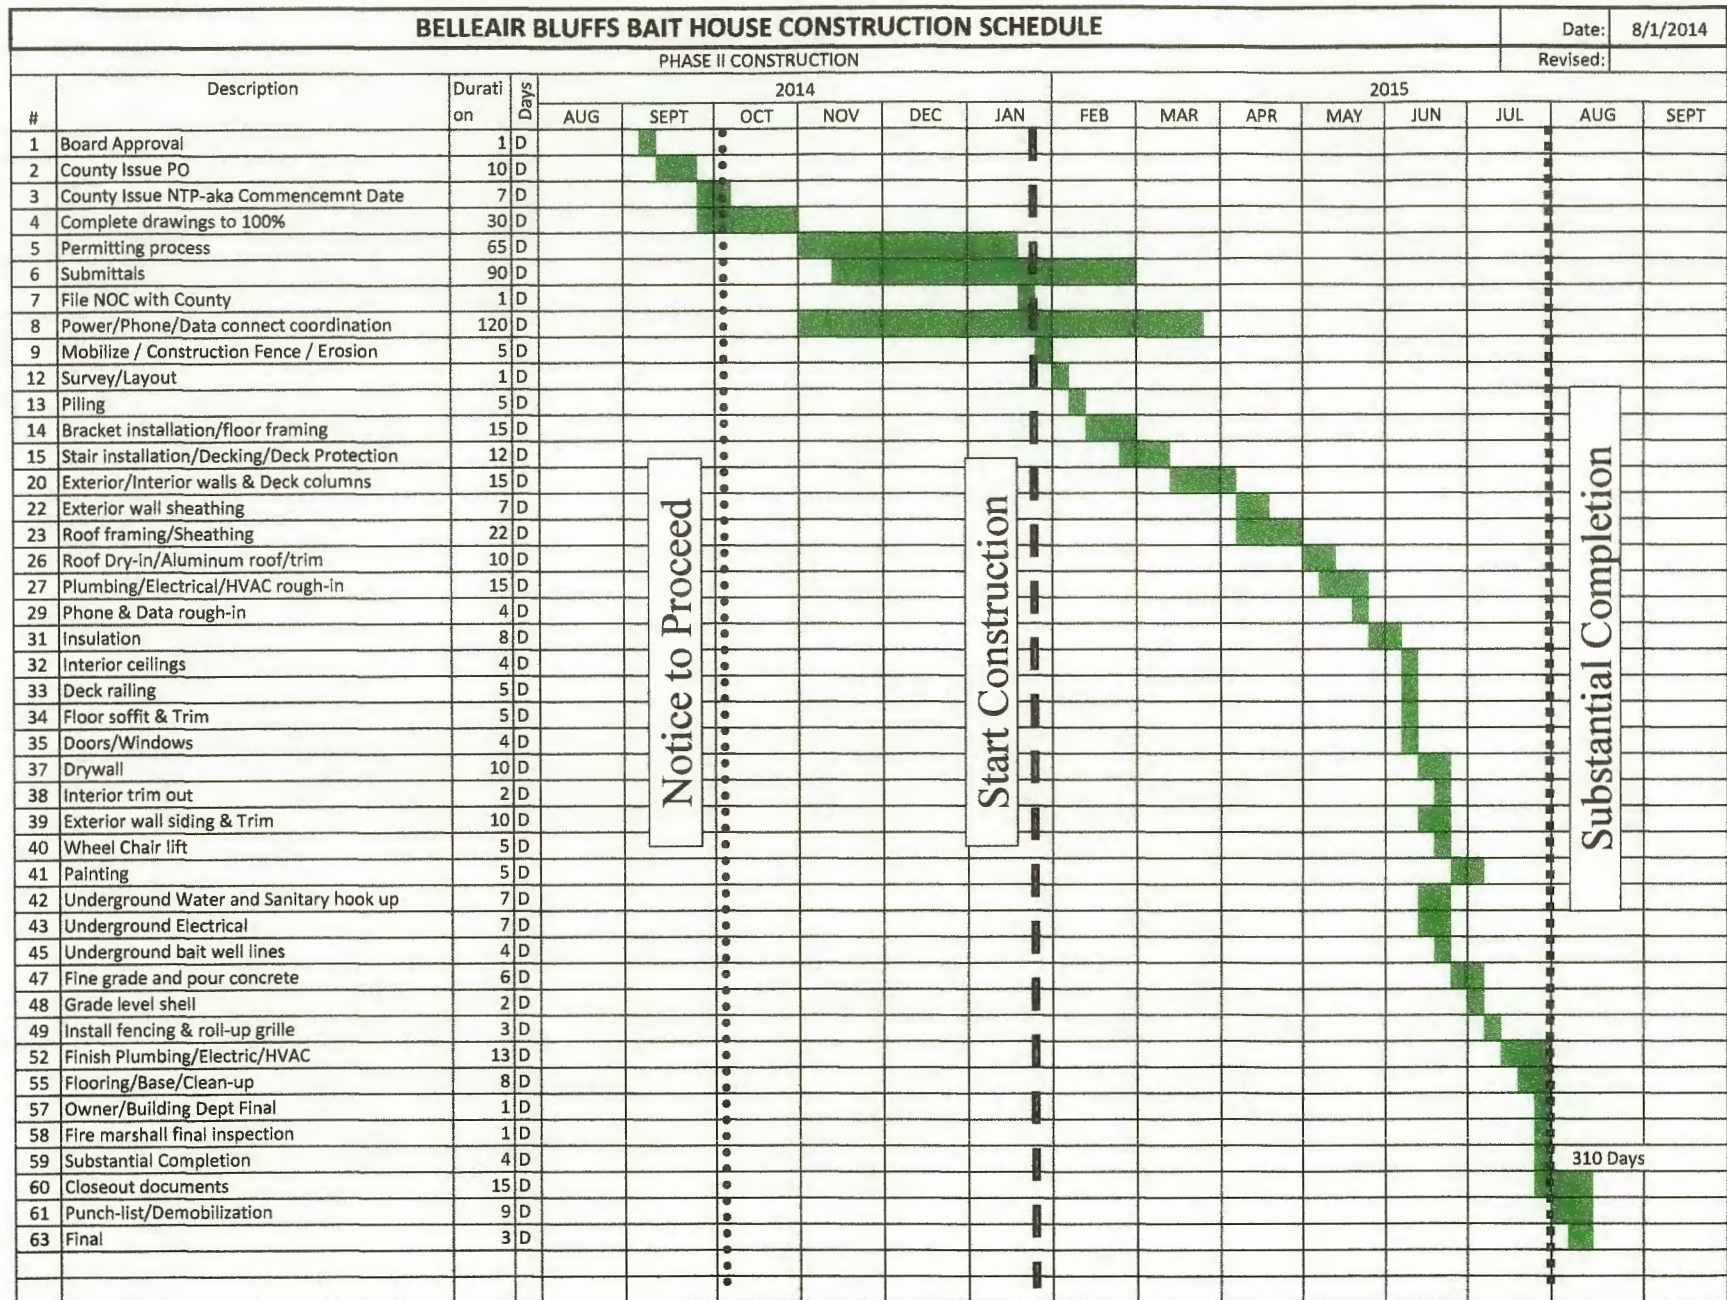 BELLEAIR BLUFFS BAIT HOUSE CONSTRUCTION SCHEDULE Date: 8/1/2014
PHASE II CONSTRUCTION Revised:
# Description Durati on Days 2014 2015
AUG SEPT OCT NOV DEC JAN FEB MAR APR MAY JUN JUL AUG SEPT
1 Board Approval 1 D
2 County Issue PO 10 D
3 County Issue NTP-aka Commencemnt Date 7 D
4 Complete drawings to 100% 30 D
5 Permitting process 65 D
6 Submittals 90 D
7 File NOC with County 1 D
8 Power/Phone/Data connect coordination 120 D
9 Mobilize / Construction Fence / Erosion 5 D
12 Survey/Layout 1 D
13 Piling 5 D
14 Bracket installation/floor framing 15 D
15 Stair installation/Decking/Deck Protection 12 D
20 Exterior/Interior walls & Deck columns 15 D
22 Exterior wall sheathing 7 D
23 Roof framing/Sheathing 22 D
26 Roof Dry-in/Aluminum roof/trim 10 D
27 Plumbing/Electrical/HVAC rough-in 15 D
29 Phone & Data rough-in 4 D
31 Insulation 8 D
32 Interior ceilings 4 D
33 Deck railing 5 D
34 Floor soffit & Trim 5 D
35 Doors/Windows 4 D
37 Drywall 10 D
38 Interior trim out 2 D
39 Exterior wall siding & Trim 10 D
40 Wheel Chair lift 5 D
41 Painting 5 D
42 Underground Water and Sanitary hook up 7 D
43 Underground Electrical 7 D
45 Underground bait well lines 4 D
47 Fine grade and pour concrete 6 D
48 Grade level shell 2 D
49 Install fencing & roll-up grille 3 D
52 Finish Plumbing/Electric/HVAC 13 D
55 Flooring/Base/Clean-up 8 D
57 Owner/Building Dept Final 1 D
58 Fire marshall final inspection 1 D
59 Substantial Completion 4 D 310 Days
60 Closeout documents 15 D
61 Punch-list/Demobilization 9 D
63 Final 3 D
Notice to Proceed
Start Construction
Substantial Completion